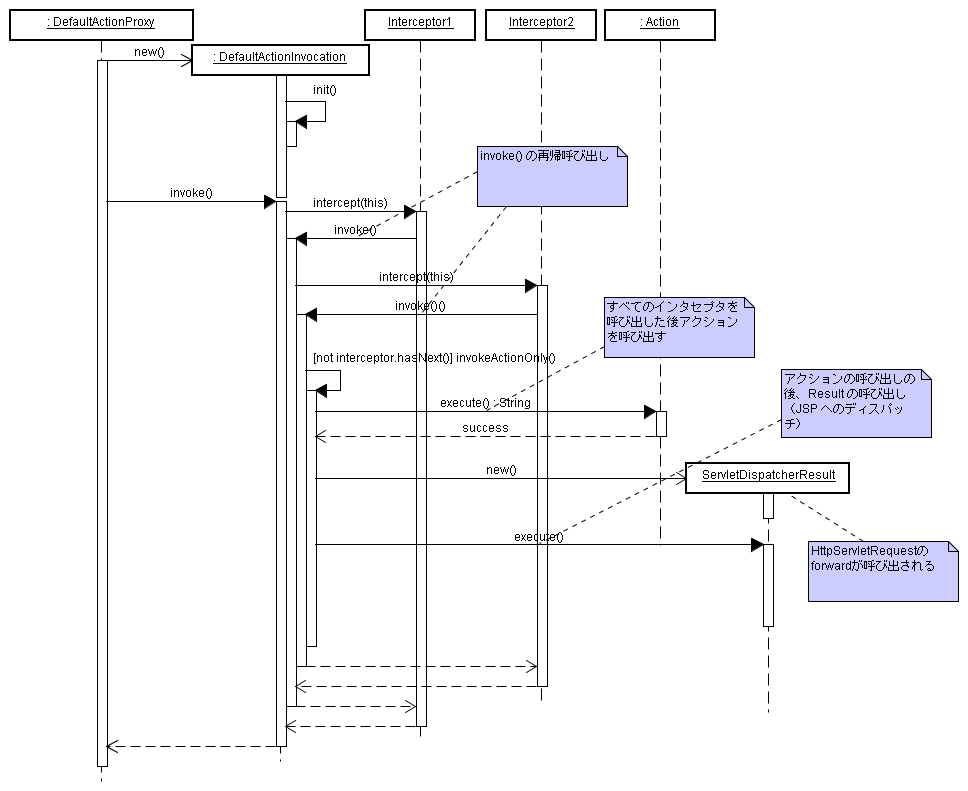 : DefaultActionProxy
Interceptor1
Interceptor2
: Action
new()
: DefaultActionInvocation
init()
invoke() の再帰呼び出し
invoke()
intercept(this)
invoke()
intercept(this)
invoke()()
すべてのインタセプタを
呼び出した後アクション
を呼び出す
[not interceptor.hasNext()] invokeActionOnly()
アクションの呼び出しの
後、Result の呼び出し
（JSP へのディスパッ
チ）
execute() : String
success
new()
ServletDispatcherResult
execute()
HttpServletRequestの
forwardが呼び出される